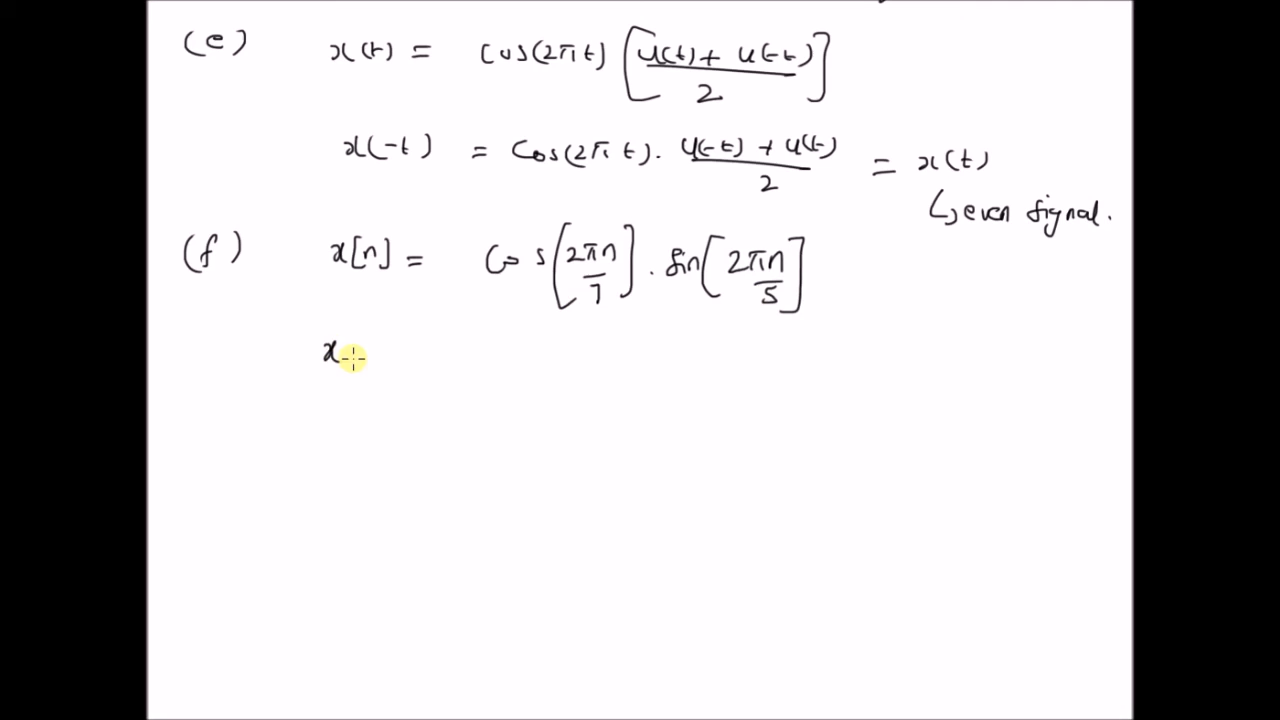 (e) x(t) = cos(2πt) [u(t) + u(-t) / 2]
x(-t) = cos(2πt). u(-t) + u(t) / 2 = x(t)
↳ even signal.
(f) x[n] = cos[2πn/7] . sin[2πn/5]
x